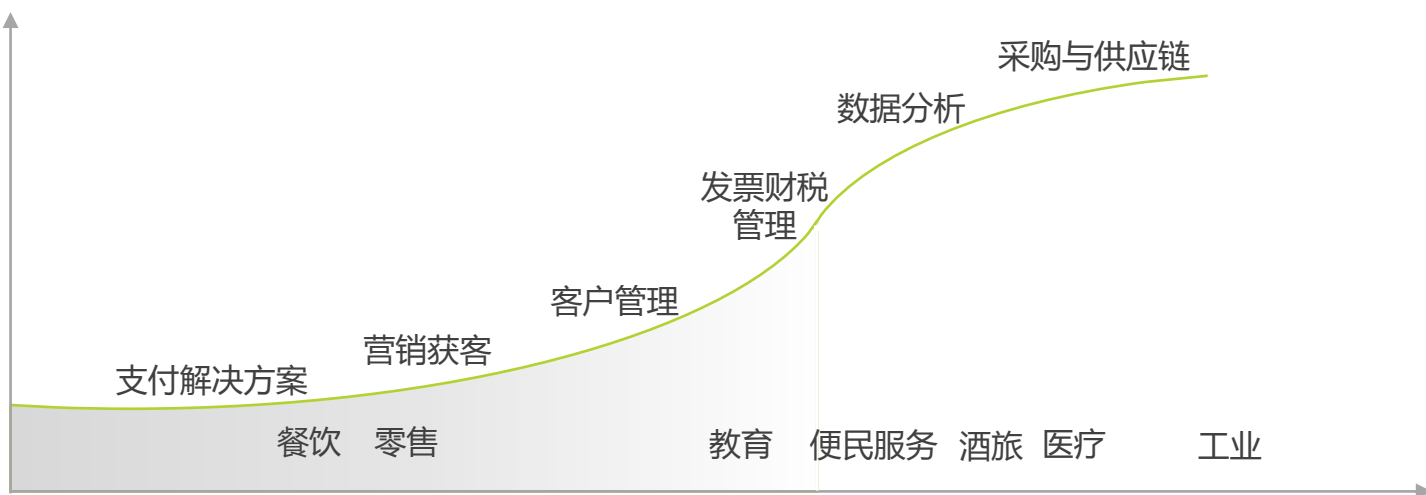 采购与供应链
数据分析
发票财税
管理
客户管理
营销获客
支付解决方案
餐饮 零售 教育 便民服务 酒旅 医疗 工业